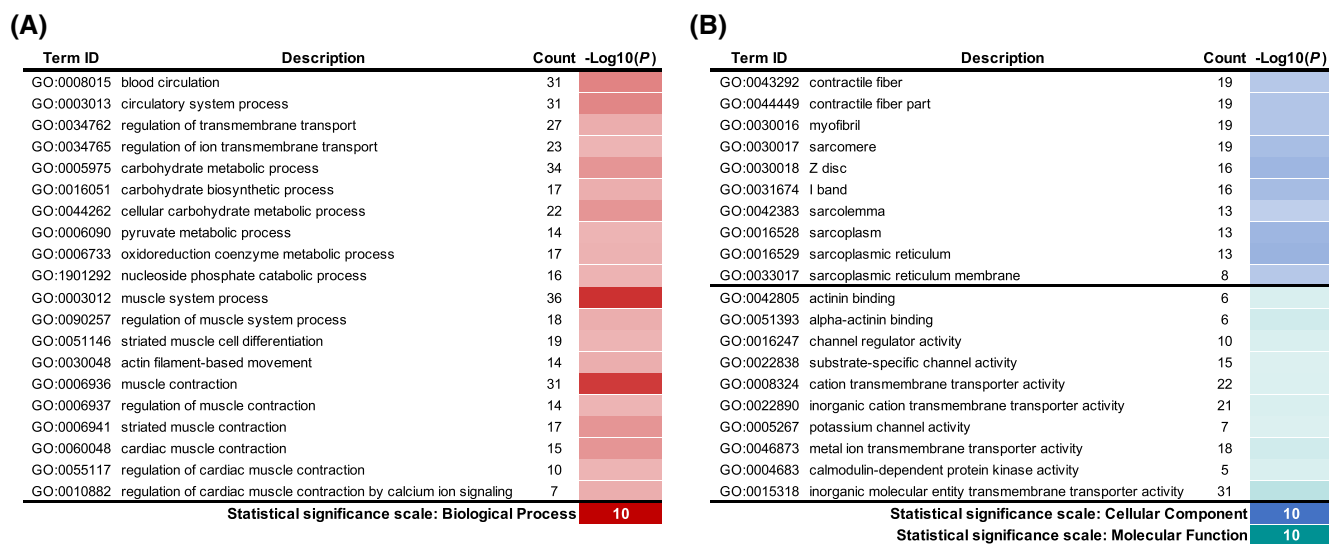 (A)
Term ID Description Count -Log10(P)
GO:0008015 blood circulation 31
GO:0003013 circulatory system process 31
GO:0034762 regulation of transmembrane transport 27
GO:0034765 regulation of ion transmembrane transport 23
GO:0005975 carbohydrate metabolic process 34
GO:0016051 carbohydrate biosynthetic process 17
GO:0044262 cellular carbohydrate metabolic process 22
GO:0006090 pyruvate metabolic process 14
GO:0006733 oxidoreduction coenzyme metabolic process 17
GO:1901292 nucleoside phosphate catabolic process 16
GO:0003012 muscle system process 36
GO:0090257 regulation of muscle system process 18
GO:0051146 striated muscle cell differentiation 19
GO:0030048 actin filament-based movement 14
GO:0006936 muscle contraction 31
GO:0006937 regulation of muscle contraction 14
GO:0006941 striated muscle contraction 17
GO:0060048 cardiac muscle contraction 15
GO:0055117 regulation of cardiac muscle contraction 10
GO:0010882 regulation of cardiac muscle contraction by calcium ion signaling 7
Statistical significance scale: Biological Process 10
(B)
Term ID Description Count -Log10(P)
GO:0043292 contractile fiber 19
GO:0044449 contractile fiber part 19
GO:0030016 myofibril 19
GO:0030017 sarcomere 19
GO:0030018 Z disc 16
GO:0031674 I band 16
GO:0042383 sarcolemma 13
GO:0016528 sarcoplasm 13
GO:0016529 sarcoplasmic reticulum 13
GO:0033017 sarcoplasmic reticulum membrane 8
GO:0042805 actinin binding 6
GO:0051393 alpha-actinin binding 6
GO:0016247 channel regulator activity 10
GO:0022838 substrate-specific channel activity 15
GO:0008324 cation transmembrane transporter activity 22
GO:0022890 inorganic cation transmembrane transporter activity 21
GO:0005267 potassium channel activity 7
GO:0046873 metal ion transmembrane transporter activity 18
GO:0004683 calmodulin-dependent protein kinase activity 5
GO:0015318 inorganic molecular entity transmembrane transporter activity 31
Statistical significance scale: Cellular Component 10
Statistical significance scale: Molecular Function 10